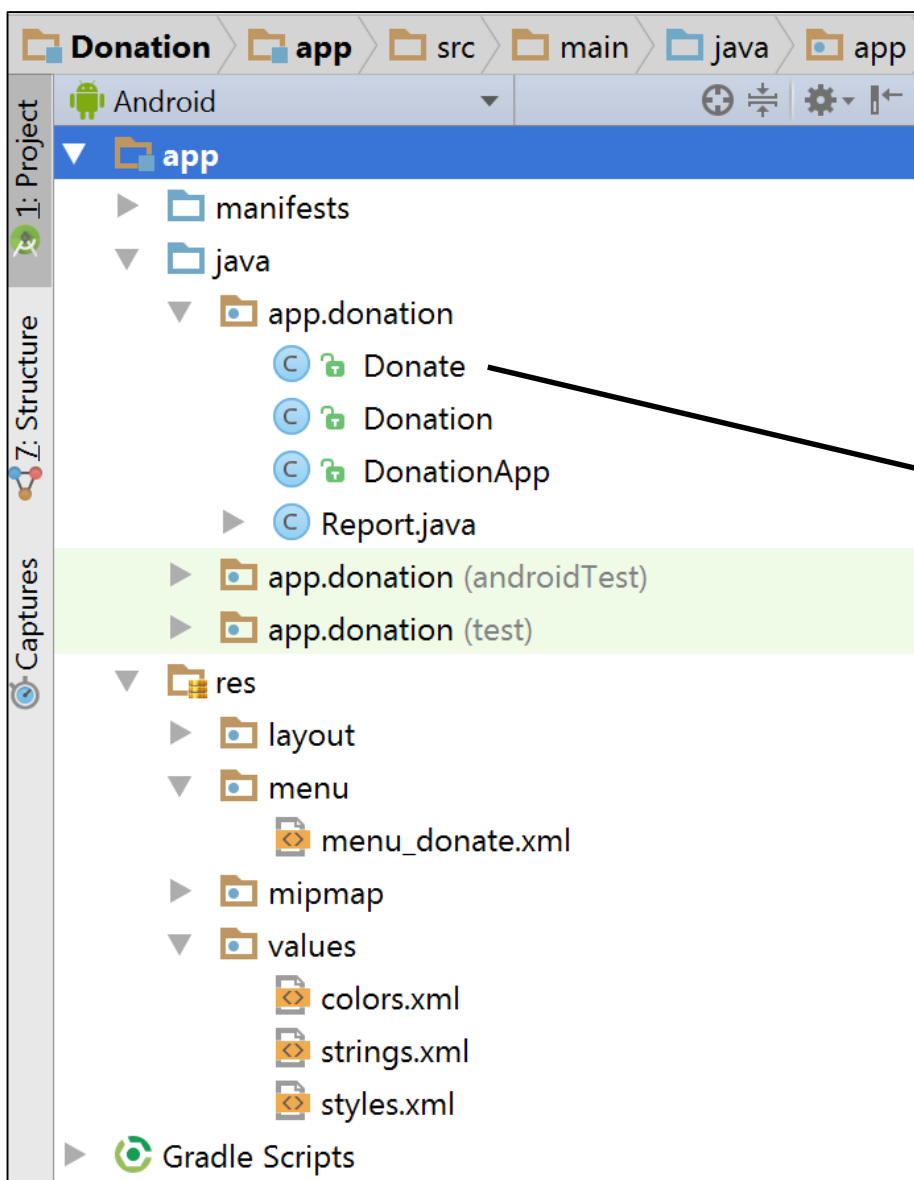 Donation app src main java app
Android
1: Project
7: Structure
Captures
app
manifests
java
app.donation
C Donate
C Donation
C DonationApp
C Report.java
app.donation (androidTest)
app.donation (test)
res
layout
menu
menu_donate.xml
mipmap
values
colors.xml
strings.xml
styles.xml
Gradle Scripts